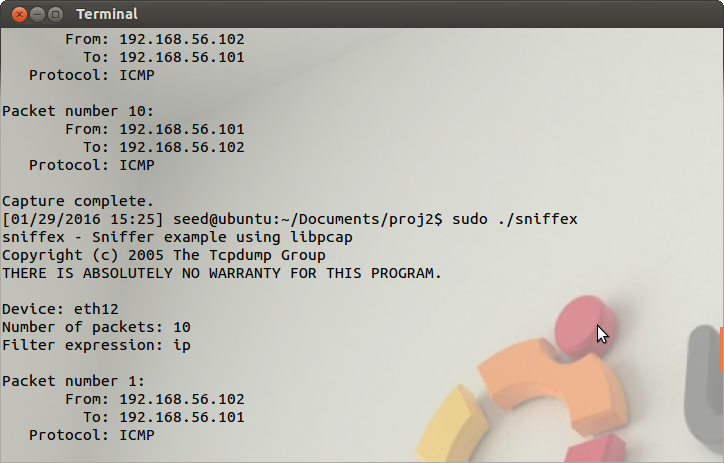 Terminal
From: 192.168.56.102
To: 192.168.56.101
Protocol: ICMP
Packet number 10:
From: 192.168.56.101
To: 192.168.56.102
Protocol: ICMP
Capture complete.
[01/29/2016 15:25] seed@ubuntu:~/Documents/proj2$ sudo ./sniffex
sniffex - Sniffer example using libpcap
Copyright (c) 2005 The Tcpdump Group
THERE IS ABSOLUTELY NO WARRANTY FOR THIS PROGRAM.
Device: eth12
Number of packets: 10
Filter expression: ip
Packet number 1:
From: 192.168.56.102
To: 192.168.56.101
Protocol: ICMP